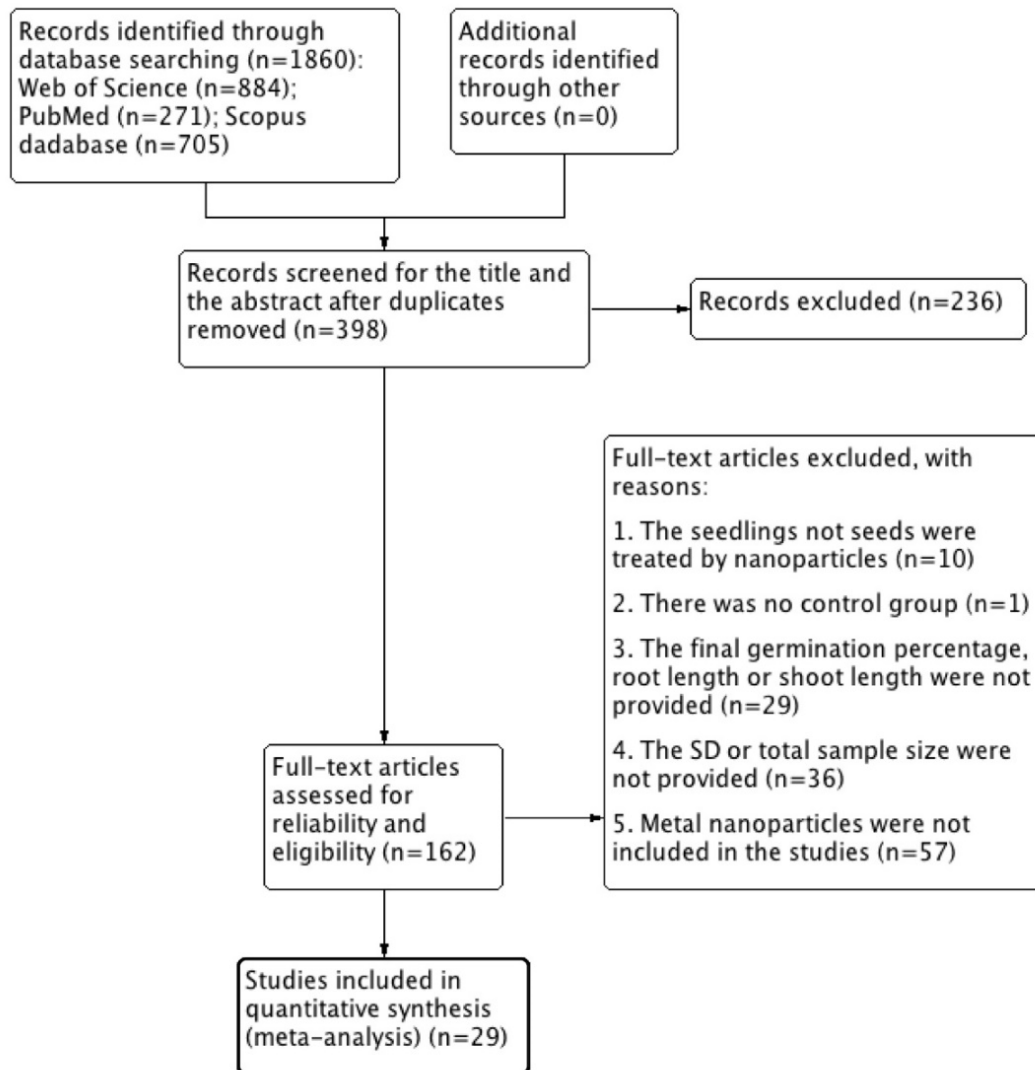 Records identified through
database searching (n=1860):
Web of Science (n=884);
PubMed (n=271); Scopus
dadabase (n=705)
Additional
records identified
through other
sources (n=0)
Records screened for the title and
the abstract after duplicates
removed (n=398)
Records excluded (n=236)
Full-text articles excluded, with
reasons:
1. The seedlings not seeds were
treated by nanoparticles (n=10)
2. There was no control group (n=1)
3. The final germination percentage,
root length or shoot length were not
provided (n=29)
4. The SD or total sample size were
not provided (n=36)
5. Metal nanoparticles were not
included in the studies (n=57)
Full-text articles
assessed for
reliability and
eligibility (n=162)
Studies included in
quantitative synthesis
(meta-analysis) (n=29)